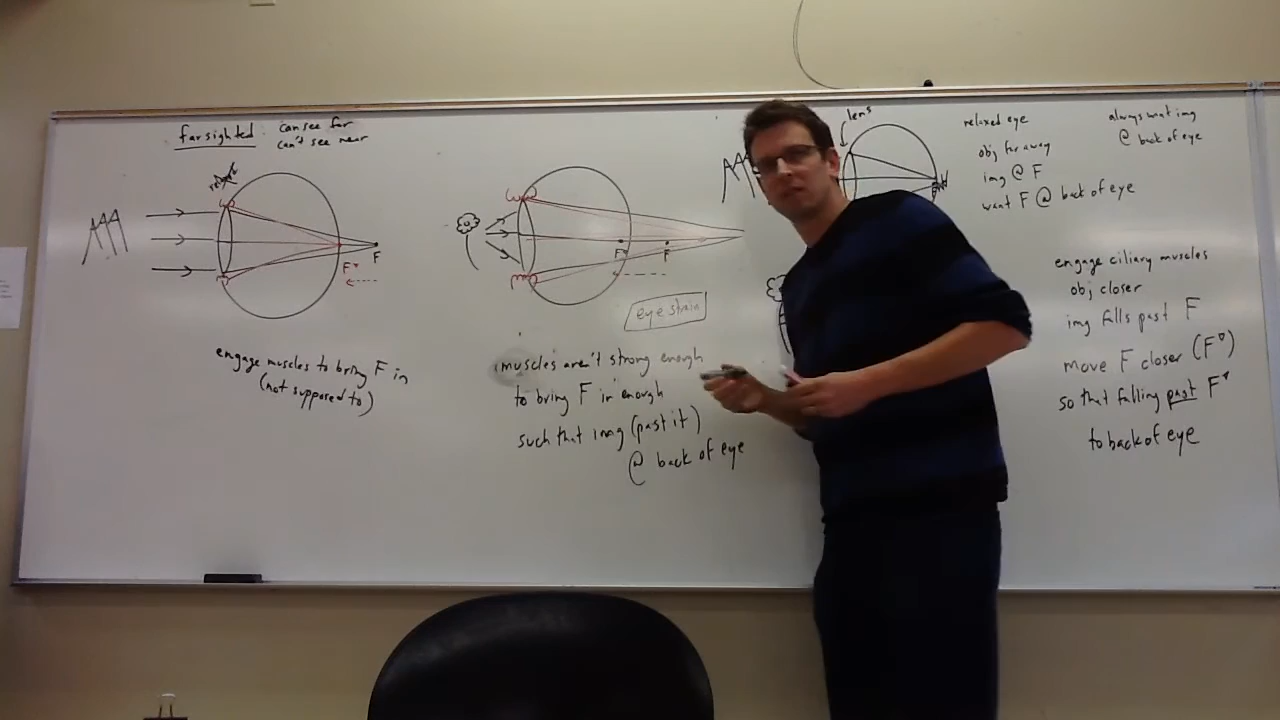 farsighted
can see far
can't see near
F
F*
engage muscles to bring F in
(not supposed to)
F*
F
eye strain
muscles aren't strong enough
to bring F in enough
such that img (past it)
@ back of eye
lens
relaxed eye
obj far away
img @ F
want F @ back of eye
always want img
@ back of eye
engage ciliary muscles
obj closer
img falls past F
move F closer (F*)
so that falling past F*
to back of eye